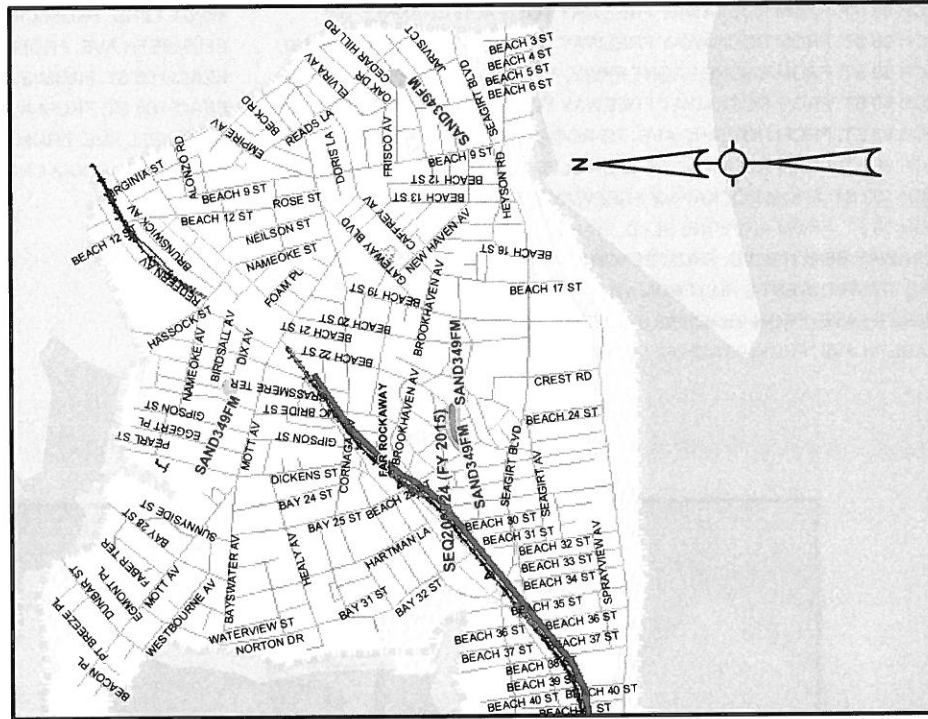 BEACH 3 ST
BEACH 4 ST
BEACH 5 ST
BEACH 6 ST
JARVIS CT
CEDAR HILL RD
OAK DR
ELVIRA AV
BECK RD
EMPIRE AV
READS LA
DORIS LA
FRISCO AV
SAND349FM
SEAGIRT BLVD
BEACH 9 ST
BEACH 12 ST
BEACH 13 ST
HEYSON RD
N
VIRGINIA ST
ALONZO RD
BEACH 9 ST
BEACH 12 ST
ROSE ST
NEILSON ST
NAMEOKE ST
BRUNSWICK AV
BEACH 12 ST
REDFERN AV
CAFFREY AV
GATEWAY BLVD
NEW HAVEN AV
BEACH 16 ST
BEACH 17 ST
FOAM PL
BEACH 19 ST
BEACH 20 ST
BEACH 21 ST
BEACH 22 ST
BROOKHAVEN AV
HASSOCK ST
NAMEOKE AV
BIRDSALL AV
DIX AV
GRASSMERE TER
MC BRIDE ST
GIPSON ST
CREST RD
BEACH 24 ST
GIPSON ST
EGGERT PL
PEARL ST
SAND349FM
MOTT AV
CORNAGA
FAR ROCKAWAY
BROOKHAVEN AV
SAND349FM
SAND349FM
SEAGIRT BLVD
SEAGIRT AV
DICKENS ST
BAY 24 ST
BAY 25 ST
SUNNYSIDE ST
BAY 28 ST
FABER TER
EGMONT PL
DUNBAR ST
PT BREEZE PL
BEACON PL
MOTT AV
WESTBOURNE AV
BAYSWATER AV
HEALY AV
HARTMAN LA
BAY 31 ST
BAY 32 ST
WATERVIEW ST
NORTON DR
BEACH 30 ST
BEACH 31 ST
BEACH 32 ST
BEACH 33 ST
BEACH 34 ST
BEACH 35 ST
SPRAYVIEW AV
BEACH 36 ST
BEACH 36 ST
BEACH 37 ST
BEACH 37 ST
BEACH 38
BEACH 39 ST
BEACH 40 ST
BEACH 40 ST